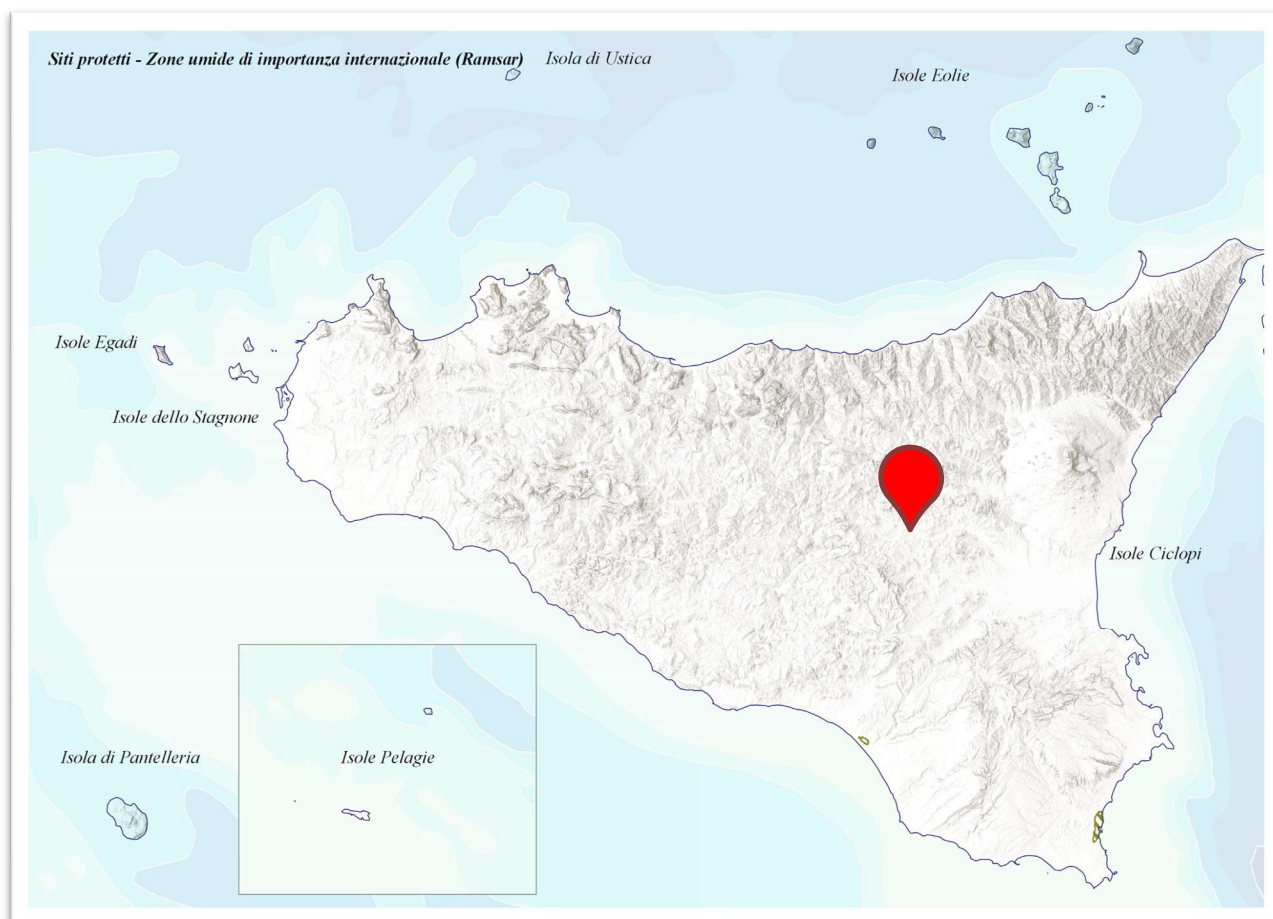 Siti protetti - Zone umide di importanza internazionale (Ramsar)
Isola di Ustica
Isole Eolie
Isole Egadi
Isole dello Stagnone
Isole Ciclopi
Isola di Pantelleria
Isole Pelagie